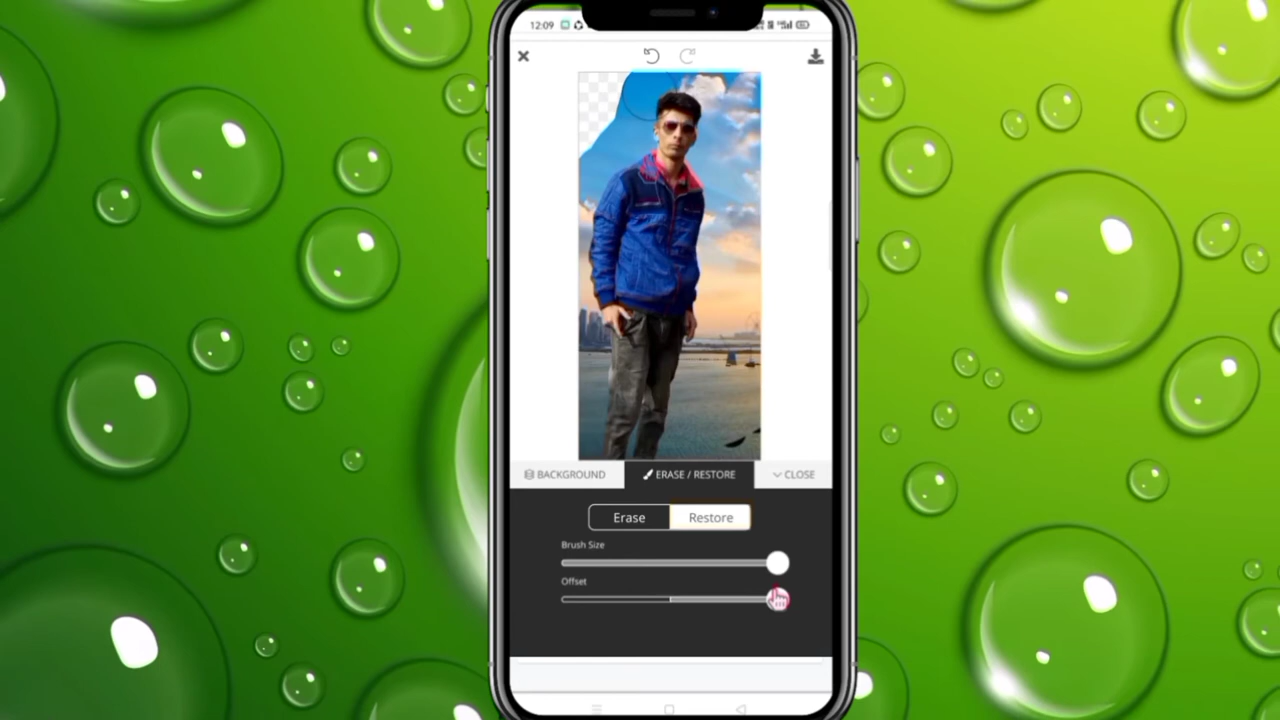 12:09
BACKGROUND
ERASE / RESTORE
CLOSE
Erase
Restore
Brush Size
Offset